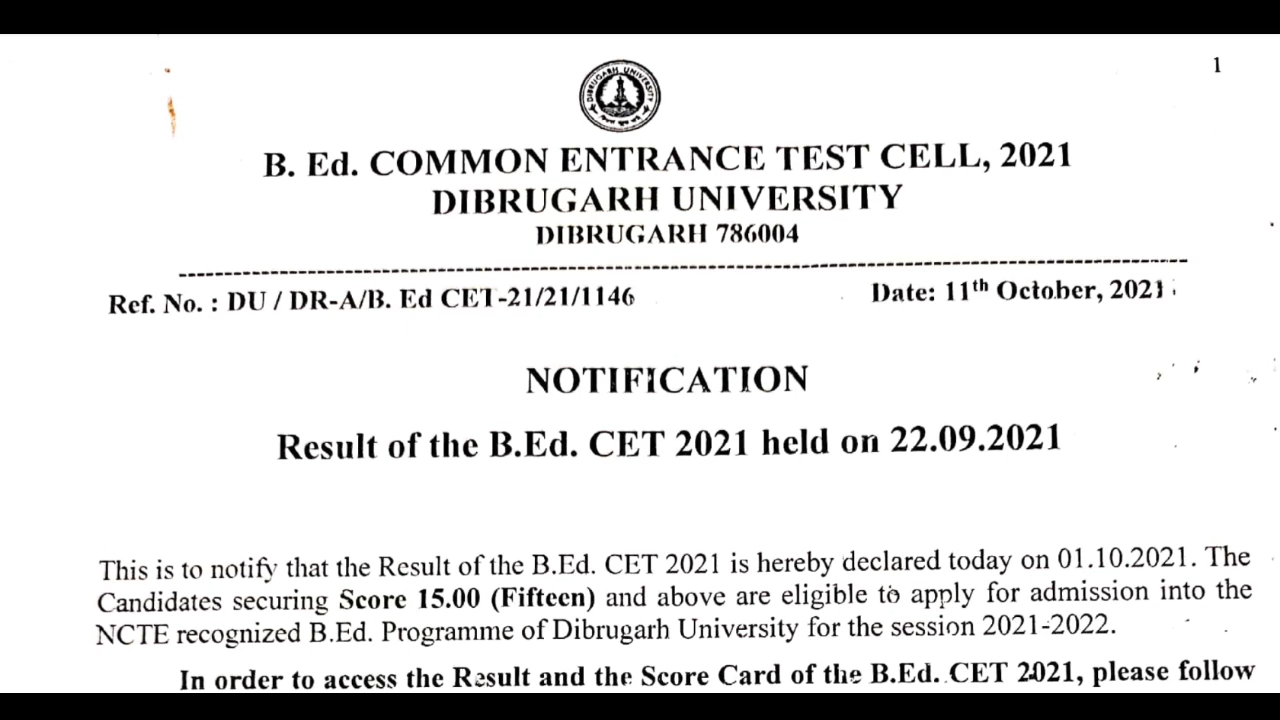 1
DIBRUGARH UNIVERSITY
B. Ed. COMMON ENTRANCE TEST CELL, 2021
DIBRUGARH UNIVERSITY
DIBRUGARH 786004
Ref. No. : DU / DR-A/B. Ed CET-21/21/1146 Date: 11th October, 2021
NOTIFICATION
Result of the B.Ed. CET 2021 held on 22.09.2021
This is to notify that the Result of the B.Ed. CET 2021 is hereby declared today on 01.10.2021. The
Candidates securing Score 15.00 (Fifteen) and above are eligible to apply for admission into the
NCTE recognized B.Ed. Programme of Dibrugarh University for the session 2021-2022.
In order to access the Result and the Score Card of the B.Ed. CET 2021, please follow